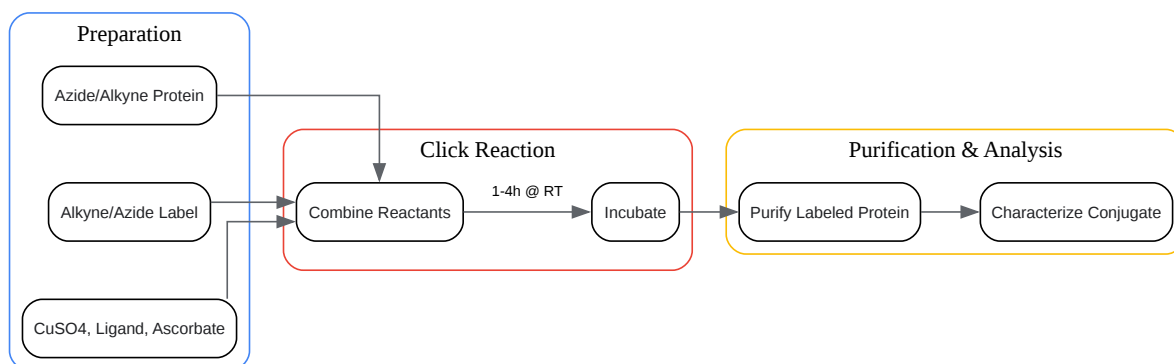 Preparation
Azide/Alkyne Protein
Alkyne/Azide Label
CuSO4, Ligand, Ascorbate
Click Reaction
Combine Reactants
1-4h @ RT
Incubate
Purification & Analysis
Purify Labeled Protein
Characterize Conjugate